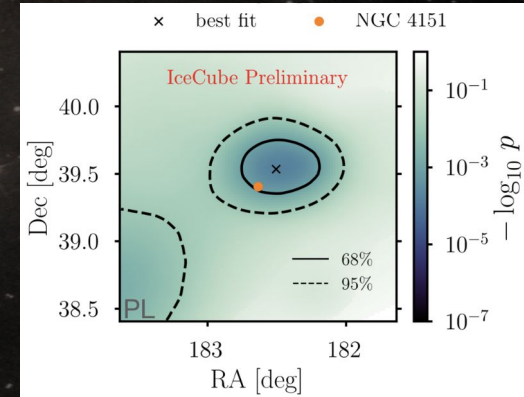 × best fit ● NGC 4151
IceCube Preliminary
40.0
39.5
39.0
38.5
Dec [deg]
68%
95%
PL
183 182
RA [deg]
10⁻¹
10⁻³
10⁻⁵
10⁻⁷
− log₁₀ p